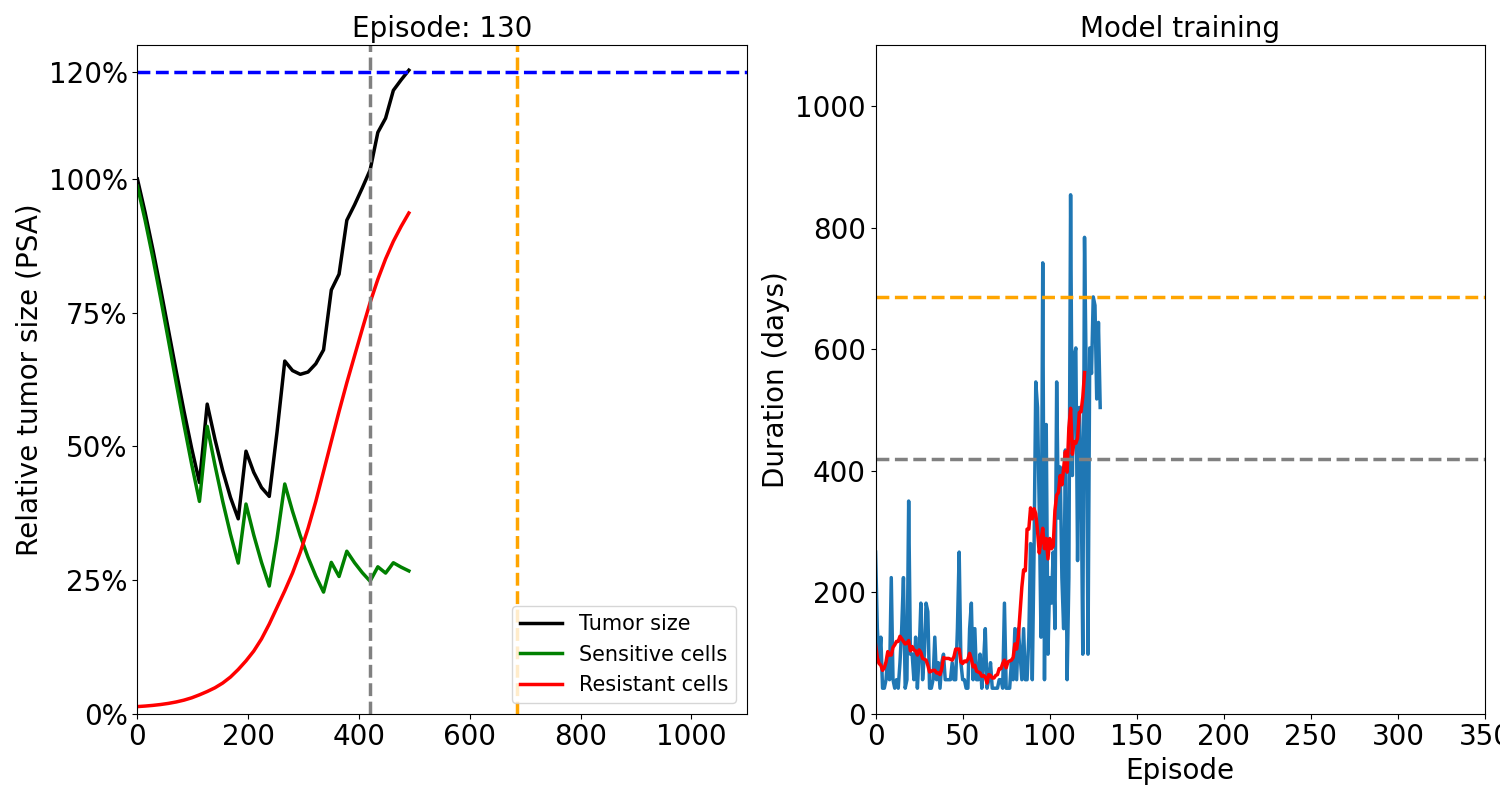 Episode: 130
Relative tumor size (PSA)
120%
100%
75%
50%
25%
0%
0 200 400 600 800 1000
Tumor size
Sensitive cells
Resistant cells
Model training
Duration (days)
1000
800
600
400
200
0
0 50 100 150 200 250 300 350
Episode